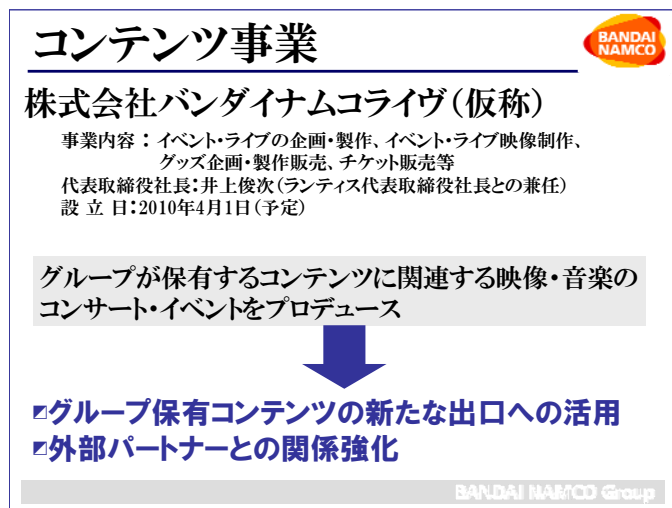 コンテンツ事業
BANDAI
NAMCO
株式会社バンダイナムコライヴ(仮称)
事業内容：イベント・ライブの企画・製作、イベント・ライブ映像制作、
グッズ企画・製作販売、チケット販売等
代表取締役社長：井上俊次(ランティス代表取締役社長との兼任)
設 立 日：2010年4月1日(予定)
グループが保有するコンテンツに関連する映像・音楽の
コンサート・イベントをプロデュース
グループ保有コンテンツの新たな出口への活用
外部パートナーとの関係強化
BANDAI NAMCO Group